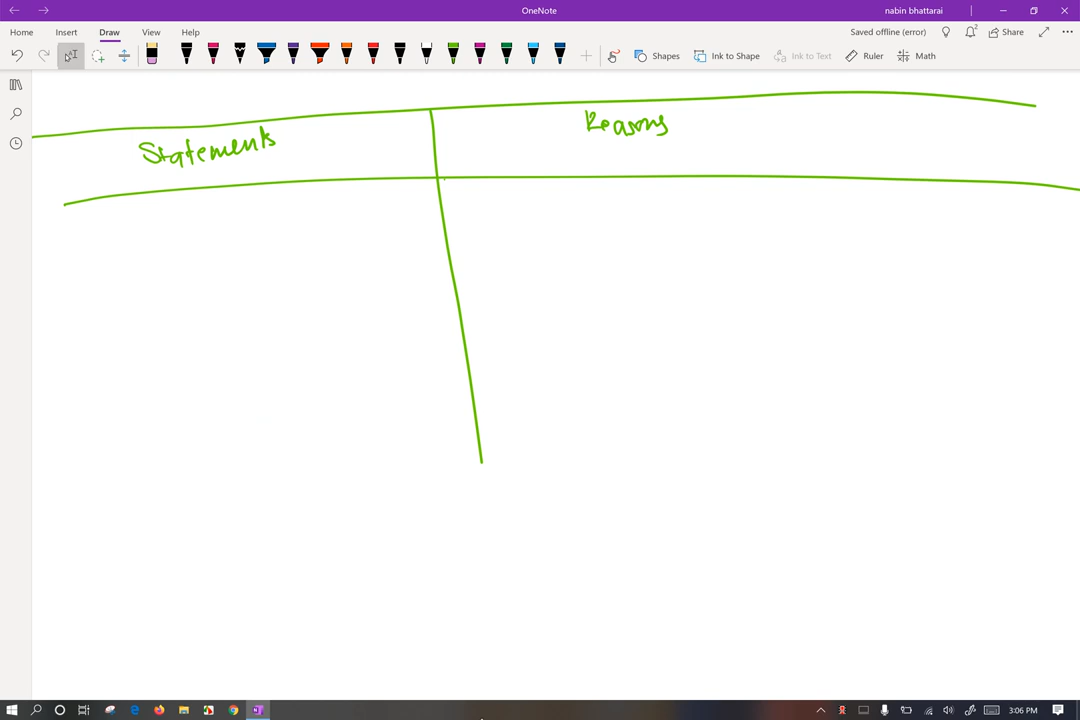 OneNote
nabin bhattarai
Home Insert Draw View Help
Saved offline (error) Share
Shapes Ink to Shape Ink to Text Ruler Math
Statements Reasons
3:06 PM